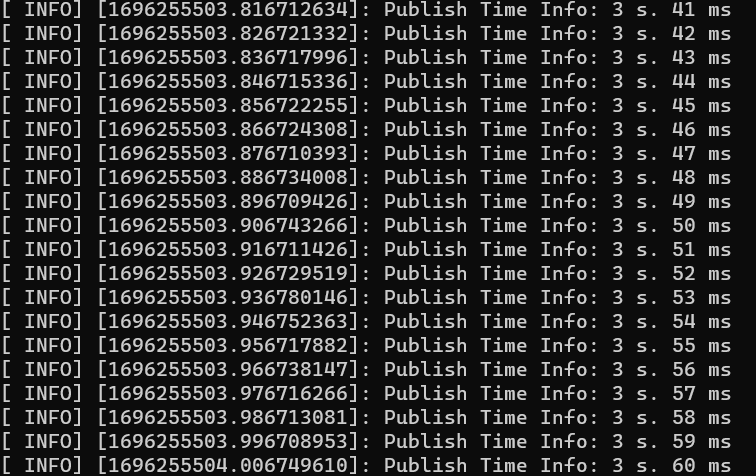 [ INFO] [1696255503.816712634]: Publish Time Info: 3 s. 41 ms
[ INFO] [1696255503.826721332]: Publish Time Info: 3 s. 42 ms
[ INFO] [1696255503.836717996]: Publish Time Info: 3 s. 43 ms
[ INFO] [1696255503.846715336]: Publish Time Info: 3 s. 44 ms
[ INFO] [1696255503.856722255]: Publish Time Info: 3 s. 45 ms
[ INFO] [1696255503.866724308]: Publish Time Info: 3 s. 46 ms
[ INFO] [1696255503.876710393]: Publish Time Info: 3 s. 47 ms
[ INFO] [1696255503.886734008]: Publish Time Info: 3 s. 48 ms
[ INFO] [1696255503.896709426]: Publish Time Info: 3 s. 49 ms
[ INFO] [1696255503.906743266]: Publish Time Info: 3 s. 50 ms
[ INFO] [1696255503.916711426]: Publish Time Info: 3 s. 51 ms
[ INFO] [1696255503.926729519]: Publish Time Info: 3 s. 52 ms
[ INFO] [1696255503.936780146]: Publish Time Info: 3 s. 53 ms
[ INFO] [1696255503.946752363]: Publish Time Info: 3 s. 54 ms
[ INFO] [1696255503.956717882]: Publish Time Info: 3 s. 55 ms
[ INFO] [1696255503.966738147]: Publish Time Info: 3 s. 56 ms
[ INFO] [1696255503.976716266]: Publish Time Info: 3 s. 57 ms
[ INFO] [1696255503.986713081]: Publish Time Info: 3 s. 58 ms
[ INFO] [1696255503.996708953]: Publish Time Info: 3 s. 59 ms
[ INFO] [1696255504.006749610]: Publish Time Info: 3 s. 60 ms